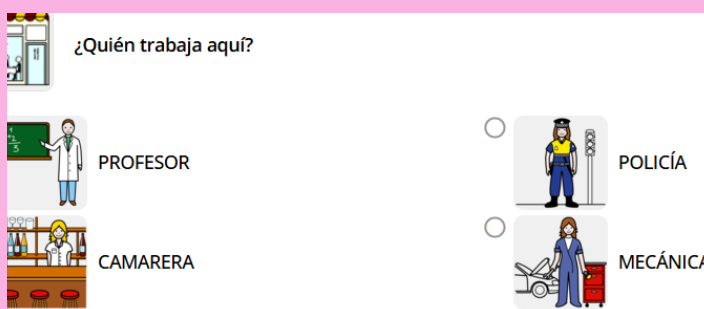 ¿Quién trabaja aquí?
PROFESOR
POLICÍA
CAMARERA
MECÁNICA